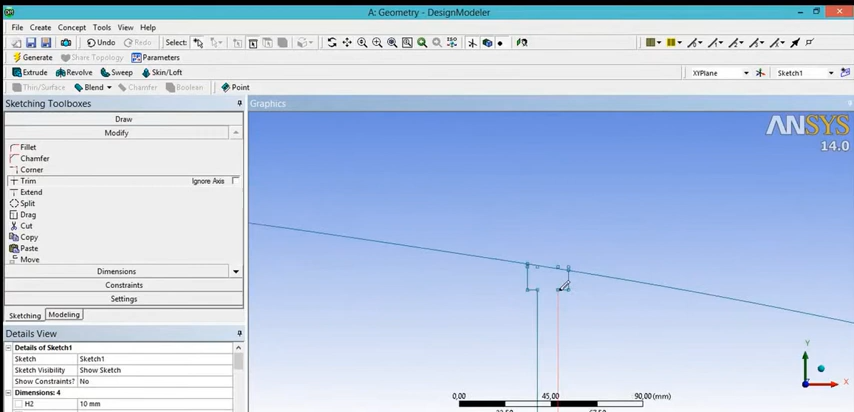 A: Geometry - DesignModeler
File Create Concept Tools View Help
Undo Redo Select:
Generate Share Topology Parameters
Extrude Revolve Sweep Skin/Loft XYPlane Sketch1
Thin/Surface Blend Chamfer Boolean Point
Sketching Toolboxes Graphics
Draw
Modify
ANSYS
14.0
Fillet
Chamfer
Corner
Trim Ignore Axis
Extend
Split
Drag
Cut
Copy
Paste
Move
Dimensions
Constraints
Settings
Sketching Modeling
Details View
Details of Sketch1
Sketch Sketch1
Sketch Visibility Show Sketch
Show Constraints? No
Dimensions: 4
H2 10 mm
Y
X
0,00 45,00 90,00 (mm)
22,50 67,50